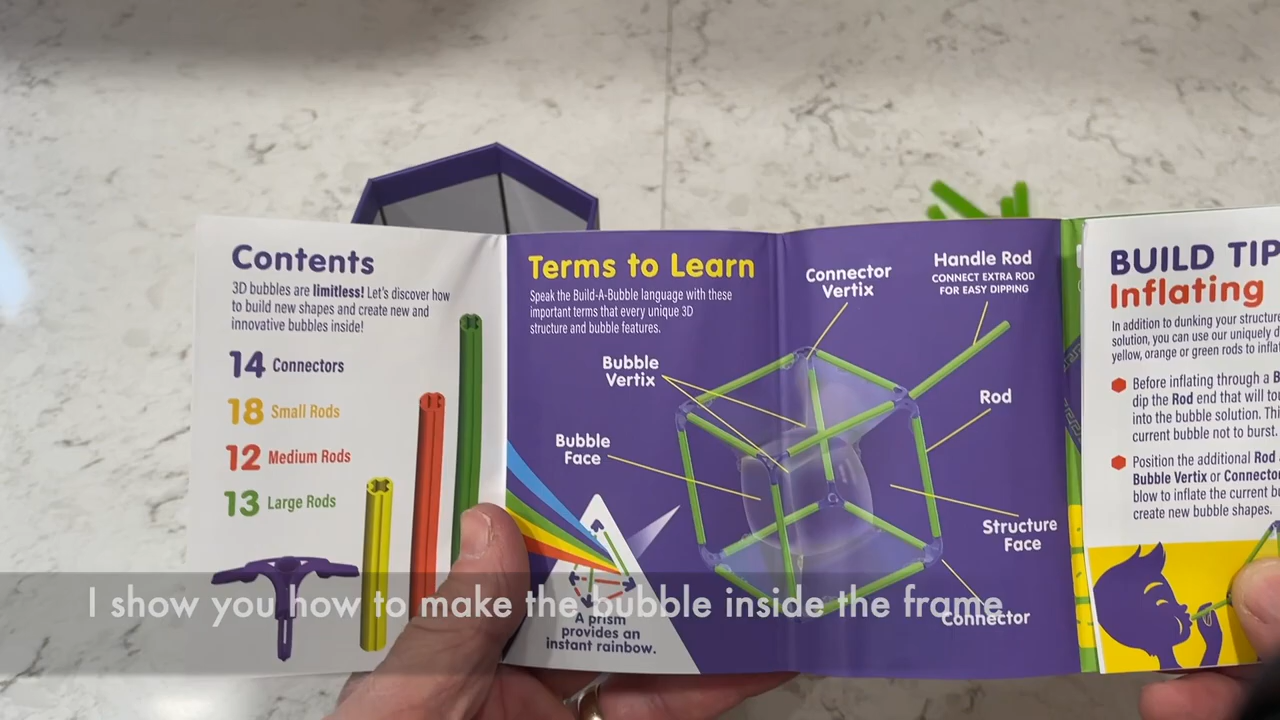 Contents
3D bubbles are limitless! Let's discover how
to build new shapes and create new and
innovative bubbles inside!
14 Connectors
18 Small Rods
12 Medium Rods
13 Large Rods
Terms to Learn
Speak the Build-A-Bubble language with these
important terms that every unique 3D
structure and bubble features.
Bubble
Vertix
Bubble
Face
A prism
provides an
instant rainbow.
Connector
Vertix
Handle Rod
CONNECT EXTRA ROD
FOR EASY DIPPING
Rod
Structure
Face
Connector
BUILD TIP
Inflating
In addition to dunking your structure
solution, you can use our uniquely d
yellow, orange or green rods to inflat
Before inflating through a B
dip the Rod end that will to
into the bubble solution. Th
current bubble not to burst.
Position the additional Rod
Bubble Vertix or Connector
blow to inflate the current b
create new bubble shapes.
I show you how to make the bubble inside the frame